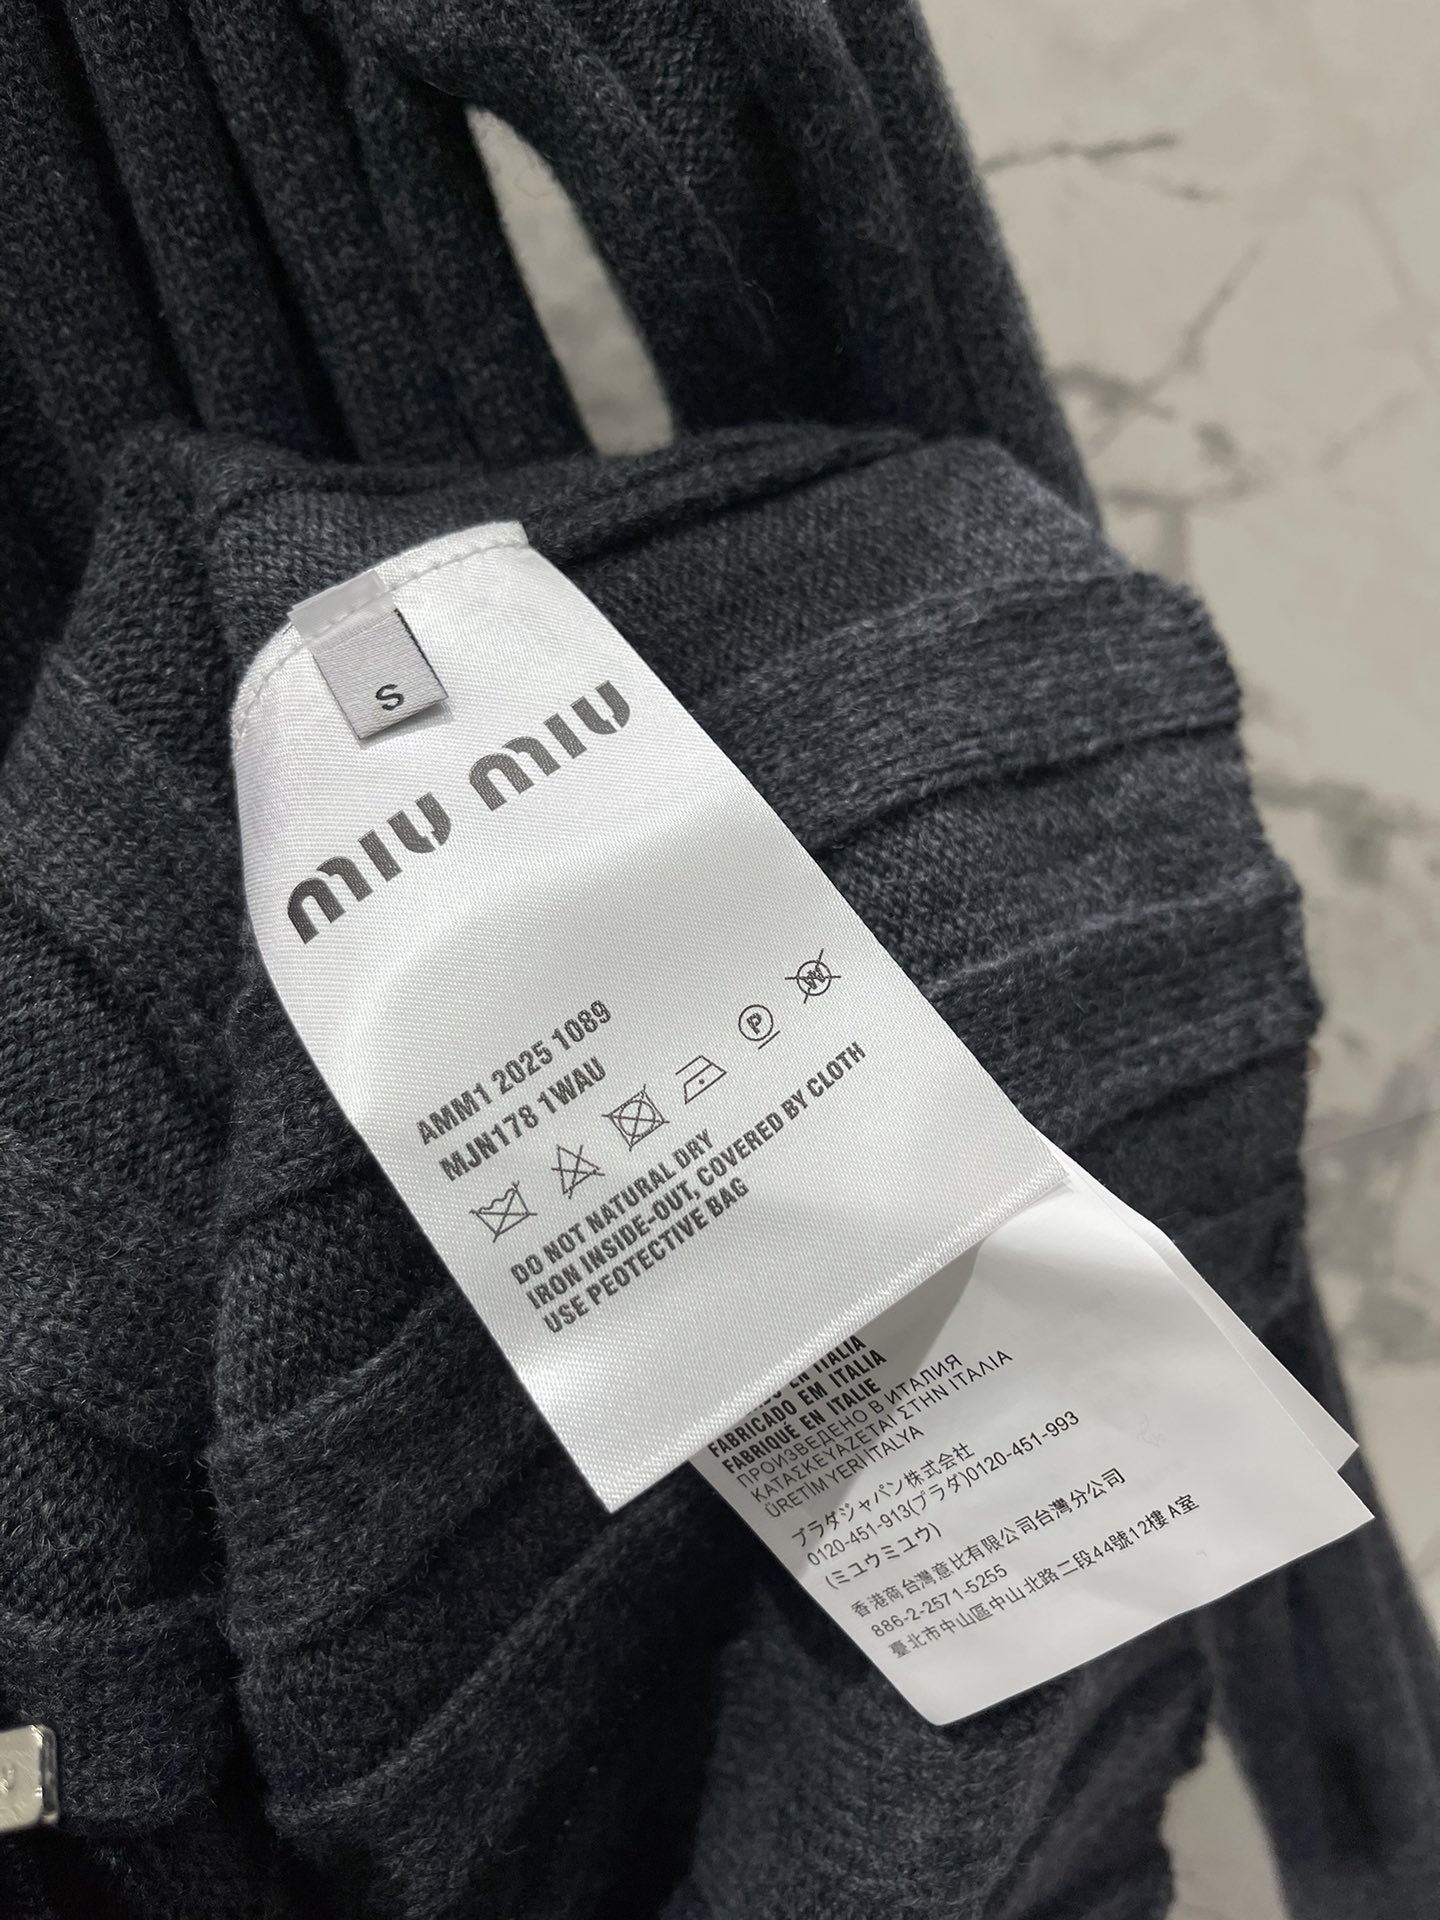 S
MIU MIU
AMM1 2025 1089
MJN178 1WAU
P
DO NOT NATURAL DRY
IRON INSIDE-OUT, COVERED BY CLOTH
USE PEOTECTIVE BAG
EN ITALIA
FABRICADO EM ITALIA
FABRIQUÉ EN ITALIE
ПРОИЗВЕДЕНО В ИТАЛИЯ
ΚΑΤΑΣΚΕΥΑΖΕΤΑΙ ΣΤΗΝ ΙΤΑΛΙΑ
ÜRETIM YERI ITALYA
プラダジャパン株式会社
0120-451-913(プラダ)0120-451-993
(ミュウミュウ)
香港商台灣意比有限公司台灣分公司
886-2-2571-5255
臺北市中山區中山北路二段44號12樓A室